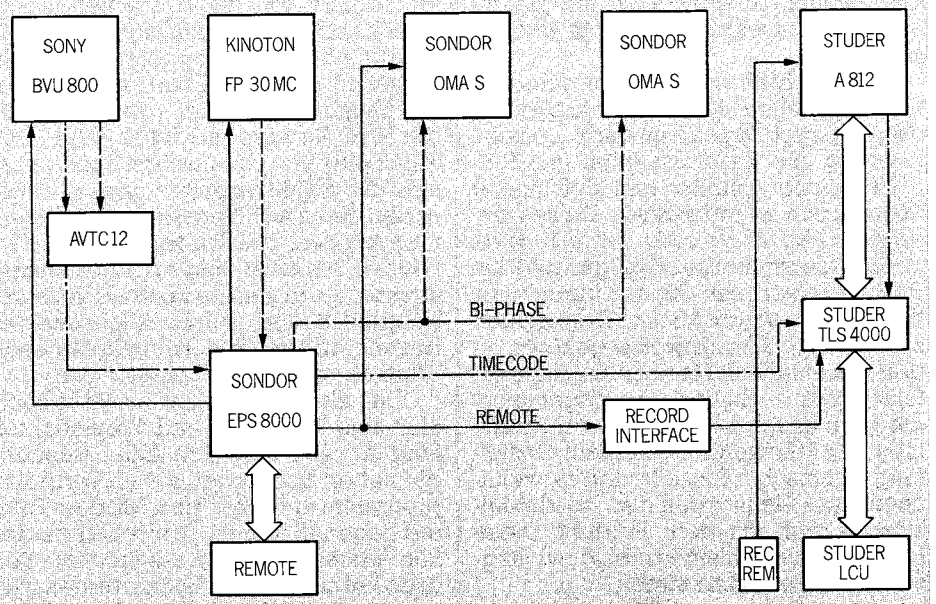 SONY
BVU 800
KINOTON
FP 30 MC
SONDOR
OMA S
SONDOR
OMA S
STUDER
A 812
AVTC 12
BI-PHASE
STUDER
TLS 4000
TIMECODE
SONDOR
EPS 8000
REMOTE
RECORD
INTERFACE
REMOTE
REC
REM
STUDER
LCU